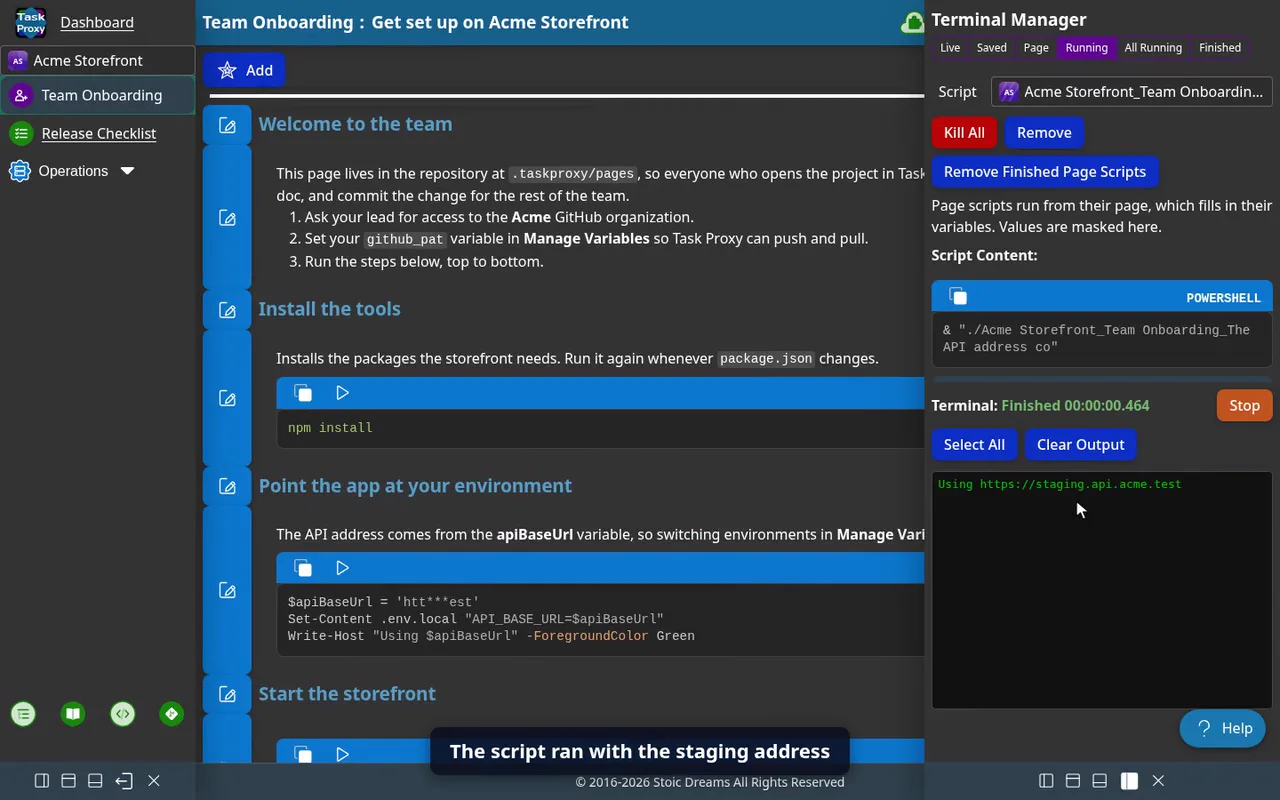 Task Proxy
Dashboard
AS Acme Storefront
Team Onboarding
Release Checklist
Operations
Team Onboarding : Get set up on Acme Storefront
Add
Welcome to the team
This page lives in the repository at .taskproxy/pages, so everyone who opens the project in Task
doc, and commit the change for the rest of the team.
1. Ask your lead for access to the Acme GitHub organization.
2. Set your github_pat variable in Manage Variables so Task Proxy can push and pull.
3. Run the steps below, top to bottom.
Install the tools
Installs the packages the storefront needs. Run it again whenever package.json changes.
npm install
Point the app at your environment
The API address comes from the apiBaseUrl variable, so switching environments in Manage Vari
$apiBaseUrl = 'htt***est'
Set-Content .env.local "API_BASE_URL=$apiBaseUrl"
Write-Host "Using $apiBaseUrl" -ForegroundColor Green
Start the storefront
The script ran with the staging address
© 2016-2026 Stoic Dreams All Rights Reserved
Terminal Manager
Live Saved Page Running All Running Finished
Script AS Acme Storefront_Team Onboardin...
Kill All Remove
Remove Finished Page Scripts
Page scripts run from their page, which fills in their
variables. Values are masked here.
Script Content:
POWERSHELL
& "./Acme Storefront_Team Onboarding_The
API address co"
Terminal: Finished 00:00:00.464 Stop
Select All Clear Output
Using https://staging.api.acme.test
? Help